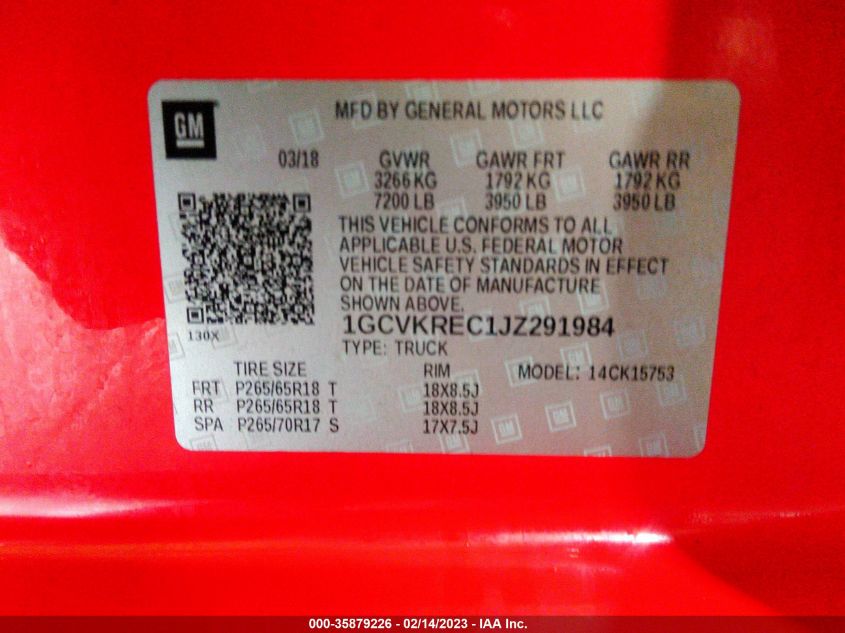 GM
MFD BY GENERAL MOTORS LLC
03/18 GVWR GAWR FRT GAWR RR
3266 KG 1792 KG 1792 KG
7200 LB 3950 LB 3950 LB
THIS VEHICLE CONFORMS TO ALL
APPLICABLE U.S. FEDERAL MOTOR
VEHICLE SAFETY STANDARDS IN EFFECT
ON THE DATE OF MANUFACTURE
SHOWN ABOVE.
1GCVKREC1JZ291984
130X
TYPE: TRUCK
TIRE SIZE RIM MODEL: 14CK15753
FRT P265/65R18 T 18X8.5J
RR P265/65R18 T 18X8.5J
SPA P265/70R17 S 17X7.5J
000-35879226 - 02/14/2023 - IAA Inc.